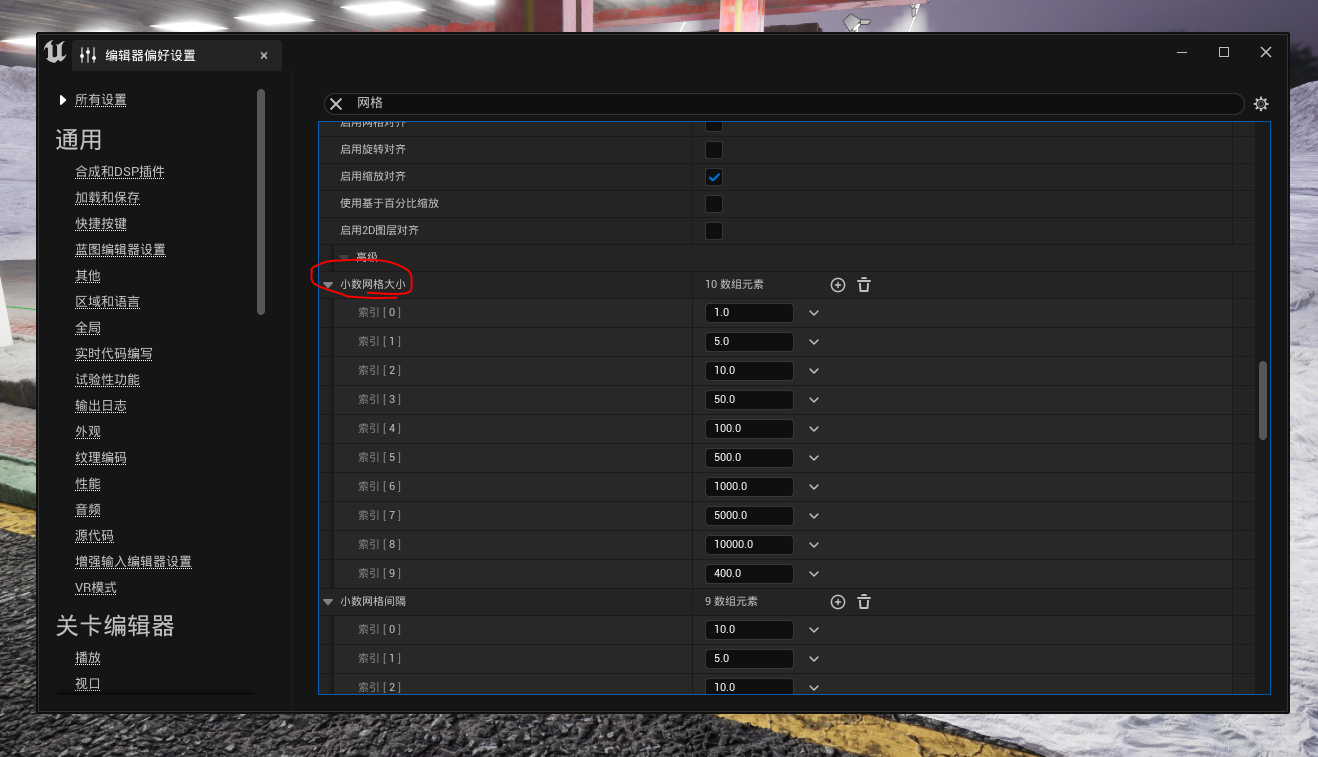 编辑器偏好设置
所有设置
通用
合成和DSP插件
加载和保存
快捷按键
蓝图编辑器设置
其他
区域和语言
全局
实时代码编写
试验性功能
输出日志
外观
纹理编码
性能
音频
源代码
增强输入编辑器设置
VR模式
关卡编辑器
播放
视口
网格
启用网格对齐
启用旋转对齐
启用缩放对齐
使用基于百分比缩放
启用2D图层对齐
高级
小数网格大小 10 数组元素
索引 [ 0 ] 1.0
索引 [ 1 ] 5.0
索引 [ 2 ] 10.0
索引 [ 3 ] 50.0
索引 [ 4 ] 100.0
索引 [ 5 ] 500.0
索引 [ 6 ] 1000.0
索引 [ 7 ] 5000.0
索引 [ 8 ] 10000.0
索引 [ 9 ] 400.0
小数网格间隔 9 数组元素
索引 [ 0 ] 10.0
索引 [ 1 ] 5.0
索引 [ 2 ] 10.0